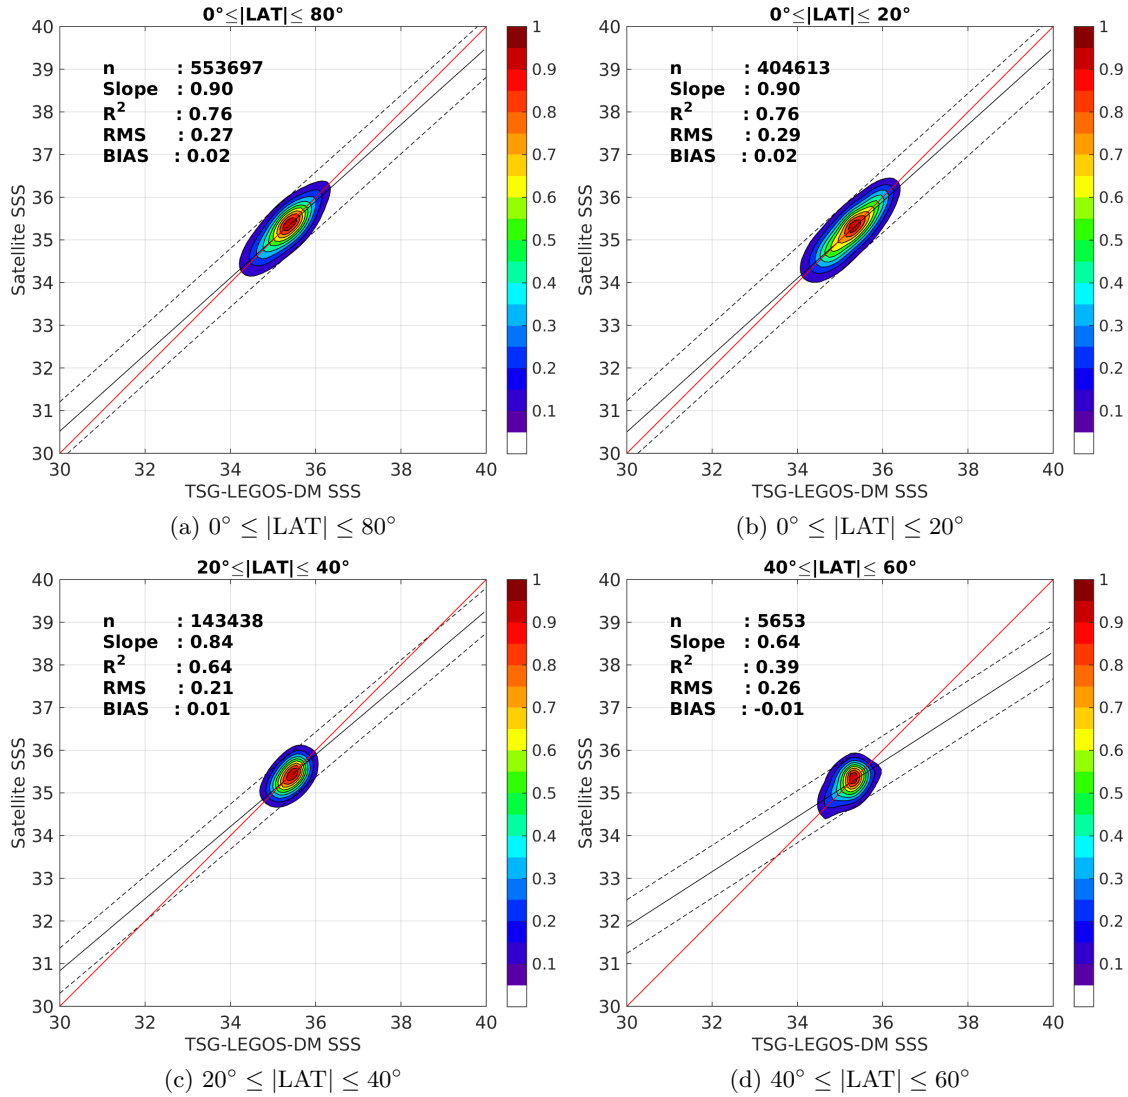 0°≤|LAT|≤ 80°
n : 553697
Slope : 0.90
R² : 0.76
RMS : 0.27
BIAS : 0.02
40
39
38
37
36
35
34
33
32
31
30
30 32 34 36 38 40
Satellite SSS
TSG-LEGOS-DM SSS
1
0.9
0.8
0.7
0.6
0.5
0.4
0.3
0.2
0.1
(a) 0° ≤ |LAT| ≤ 80°
0°≤|LAT|≤ 20°
n : 404613
Slope : 0.90
R² : 0.76
RMS : 0.29
BIAS : 0.02
40
39
38
37
36
35
34
33
32
31
30
30 32 34 36 38 40
Satellite SSS
TSG-LEGOS-DM SSS
1
0.9
0.8
0.7
0.6
0.5
0.4
0.3
0.2
0.1
(b) 0° ≤ |LAT| ≤ 20°
20°≤|LAT|≤ 40°
n : 143438
Slope : 0.84
R² : 0.64
RMS : 0.21
BIAS : 0.01
40
39
38
37
36
35
34
33
32
31
30
30 32 34 36 38 40
Satellite SSS
TSG-LEGOS-DM SSS
1
0.9
0.8
0.7
0.6
0.5
0.4
0.3
0.2
0.1
(c) 20° ≤ |LAT| ≤ 40°
40°≤|LAT|≤ 60°
n : 5653
Slope : 0.64
R² : 0.39
RMS : 0.26
BIAS : -0.01
40
39
38
37
36
35
34
33
32
31
30
30 32 34 36 38 40
Satellite SSS
TSG-LEGOS-DM SSS
1
0.9
0.8
0.7
0.6
0.5
0.4
0.3
0.2
0.1
(d) 40° ≤ |LAT| ≤ 60°